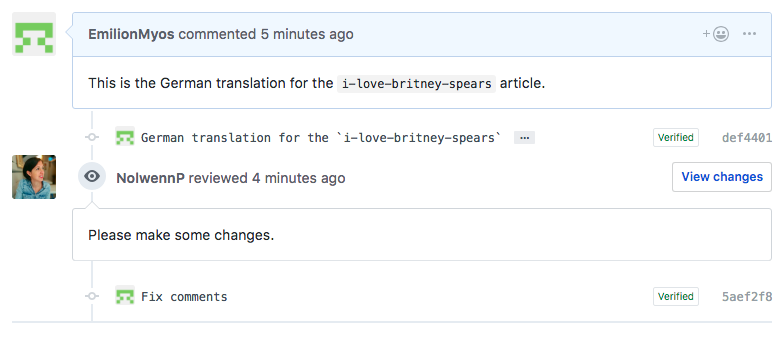 EmilionMyos commented 5 minutes ago
This is the German translation for the i-love-britney-spears article.
German translation for the `i-love-britney-spears` … Verified def4401
NolwennP reviewed 4 minutes ago View changes
Please make some changes.
Fix comments Verified 5aef2f8